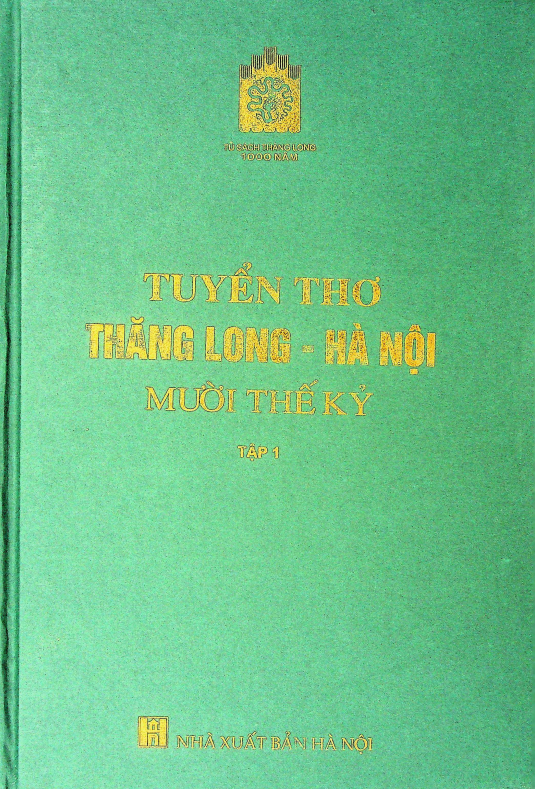 TỦ SÁCH THĂNG LONG
1000 NĂM
TUYỂN THƠ
THĂNG LONG - HÀ NỘI
MƯỜI THẾ KỶ
TẬP 1
NHÀ XUẤT BẢN HÀ NỘI